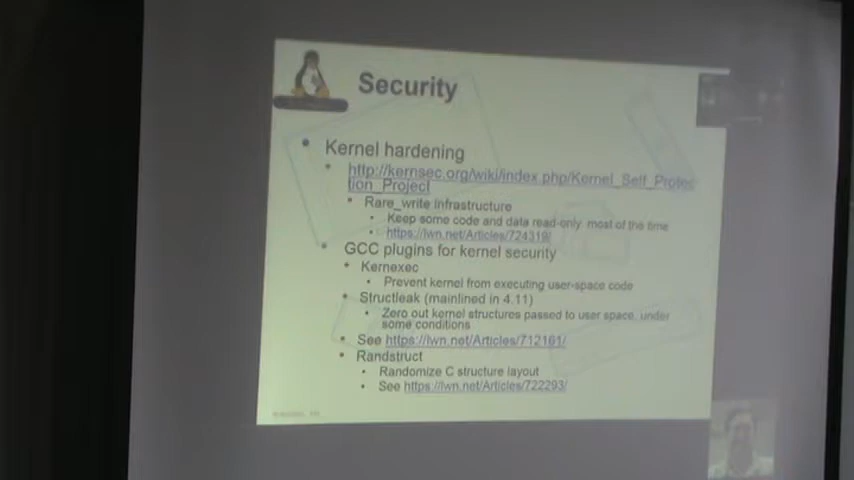 Security
• Kernel hardening
• http://kernsec.org/wiki/index.php/Kernel_Self_Protec
tion_Project
• Rare_write infrastructure
• Keep some code and data read-only, most of the time
• https://lwn.net/Articles/724319/
• GCC plugins for kernel security
• Kernexec
• Prevent kernel from executing user-space code
• Structleak (mainlined in 4.11)
• Zero out kernel structures passed to user space, under
some conditions
• See https://lwn.net/Articles/712161/
• Randstruct
• Randomize C structure layout
• See https://lwn.net/Articles/722293/